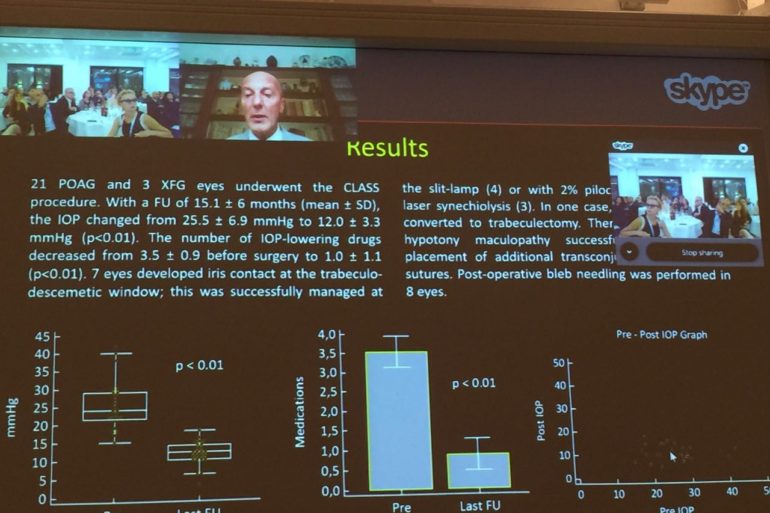 skype
Results
21 POAG and 3 XFG eyes underwent the CLASS
procedure. With a FU of 15.1 ± 6 months (mean ± SD),
the IOP changed from 25.5 ± 6.9 mmHg to 12.0 ± 3.3
mmHg (p<0.01). The number of IOP-lowering drugs
decreased from 3.5 ± 0.9 before surgery to 1.0 ± 1.1
(p<0.01). 7 eyes developed iris contact at the trabeculo-
descemetic window; this was successfully managed at
the slit-lamp (4) or with 2% piloc
laser synechiolysis (3). In one case,
converted to trabeculectomy. Ther
hypotony maculopathy successf
placement of additional transconj
sutures. Post-operative bleb needling was performed in
8 eyes.
skype
Stop sharing
mmHg
45
40
35
30
25
20
15
10
5
0
p < 0.01
Last FU
Medications
4,0
3,5
3,0
2,5
2,0
1,5
1,0
0,5
0,0
p < 0.01
Pre
Last FU
Pre - Post IOP Graph
Post IOP
50
40
30
20
10
0
0
10
20
30
40
Pre IOP